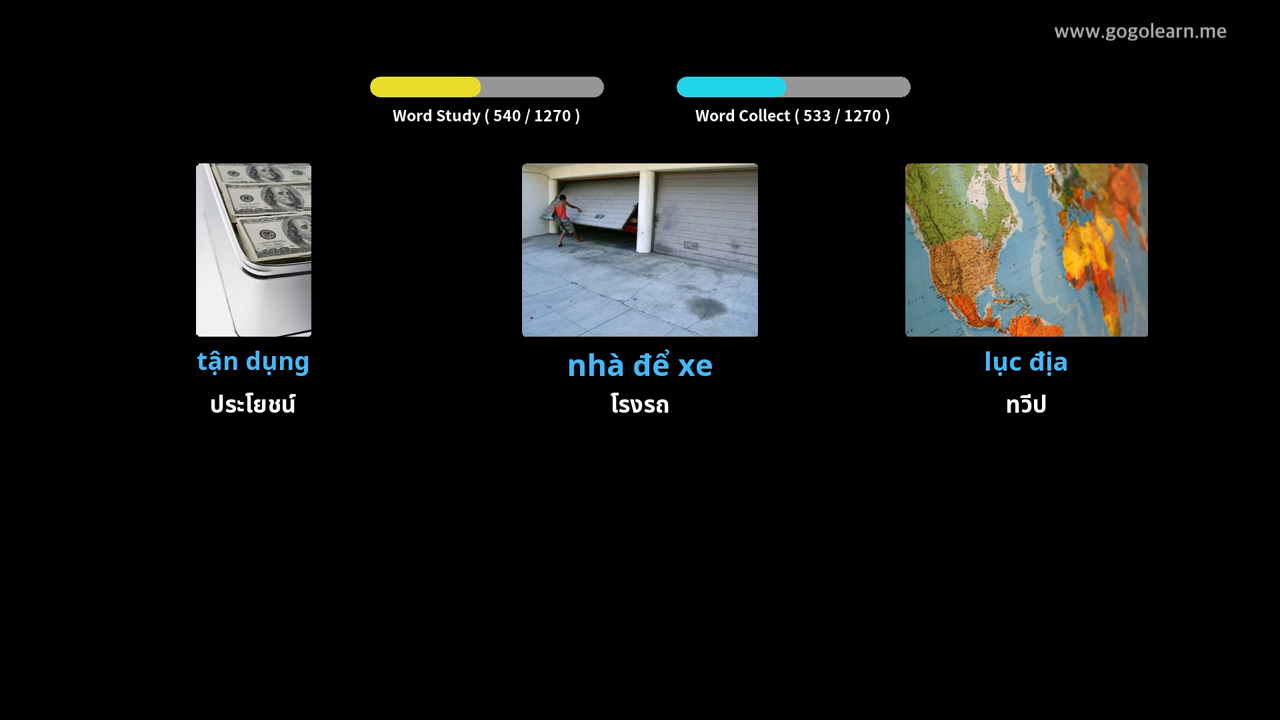 www.gogolearn.me
Word Study ( 540 / 1270 )
Word Collect ( 533 / 1270 )
tận dụng
nhà để xe
lục địa
ประโยชน์
โรงรถ
ทวีป